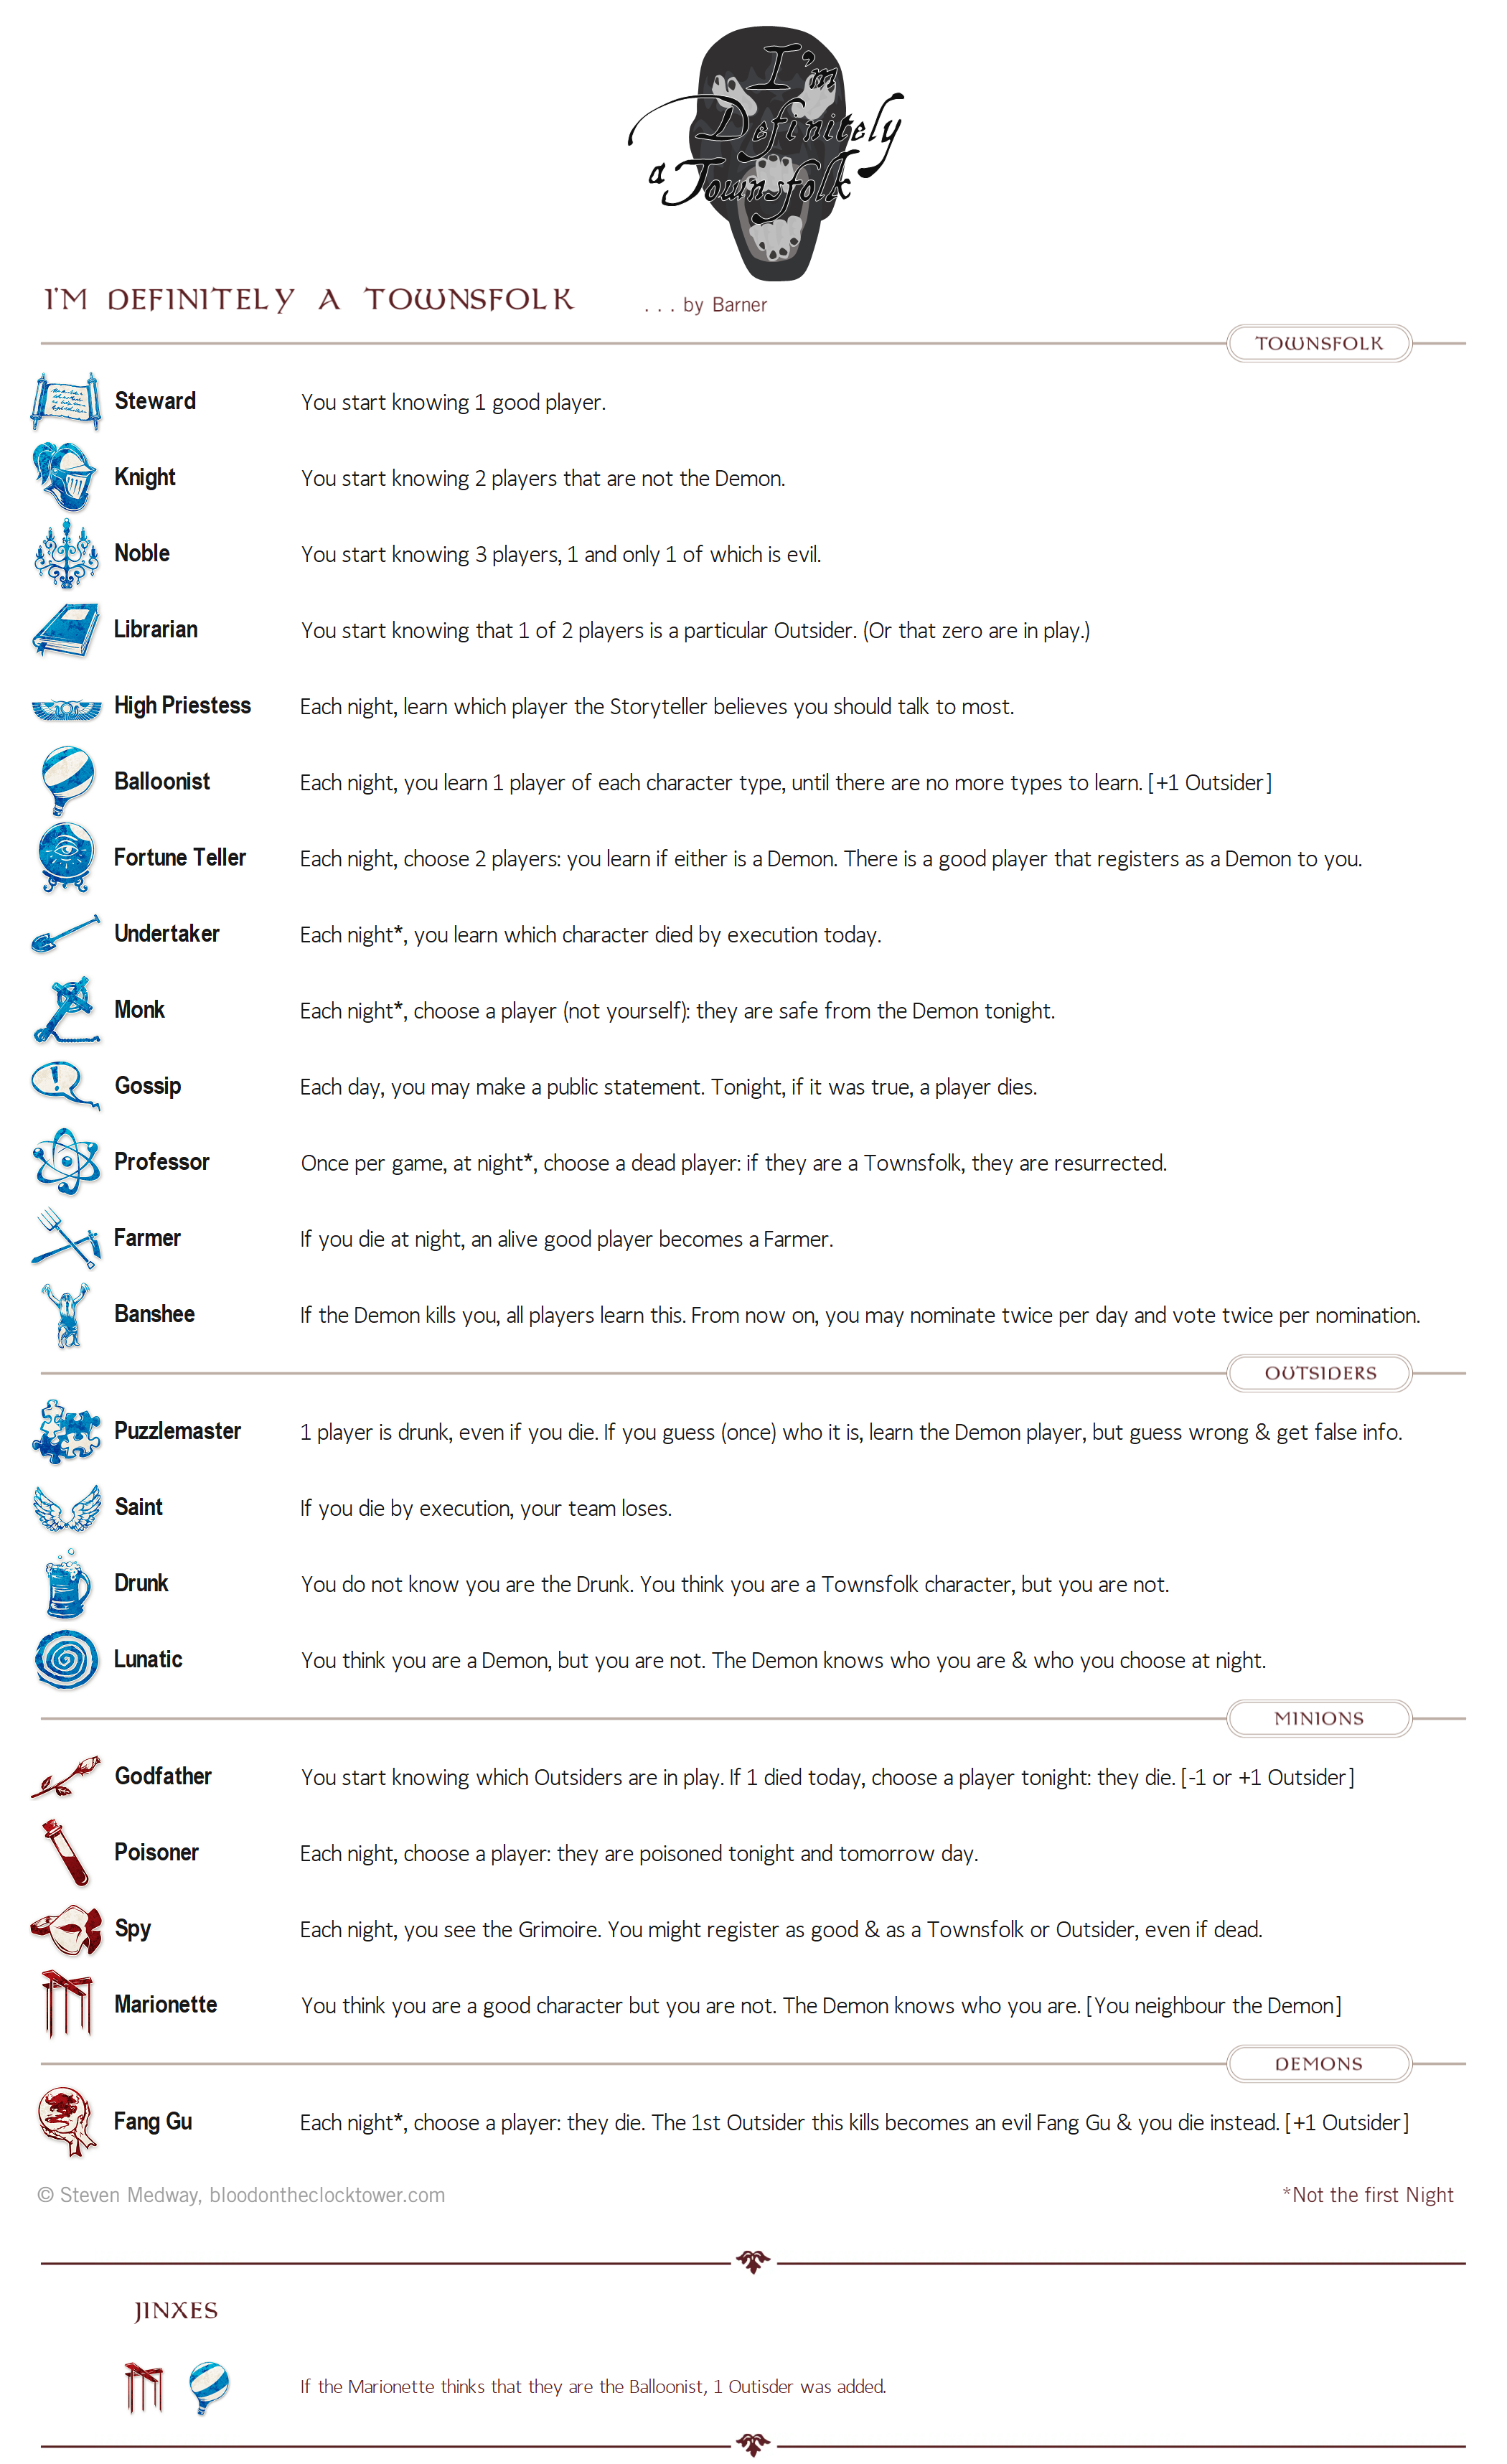 I'm
Definitely
a Townsfolk
I'M DEFINITELY A TOWNSFOLK . . . by Barner
TOWNSFOLK
Steward You start knowing 1 good player.
Knight You start knowing 2 players that are not the Demon.
Noble You start knowing 3 players, 1 and only 1 of which is evil.
Librarian You start knowing that 1 of 2 players is a particular Outsider. (Or that zero are in play.)
High Priestess Each night, learn which player the Storyteller believes you should talk to most.
Balloonist Each night, you learn 1 player of each character type, until there are no more types to learn. [+1 Outsider]
Fortune Teller Each night, choose 2 players: you learn if either is a Demon. There is a good player that registers as a Demon to you.
Undertaker Each night*, you learn which character died by execution today.
Monk Each night*, choose a player (not yourself): they are safe from the Demon tonight.
Gossip Each day, you may make a public statement. Tonight, if it was true, a player dies.
Professor Once per game, at night*, choose a dead player: if they are a Townsfolk, they are resurrected.
Farmer If you die at night, an alive good player becomes a Farmer.
Banshee If the Demon kills you, all players learn this. From now on, you may nominate twice per day and vote twice per nomination.
OUTSIDERS
Puzzlemaster 1 player is drunk, even if you die. If you guess (once) who it is, learn the Demon player, but guess wrong & get false info.
Saint If you die by execution, your team loses.
Drunk You do not know you are the Drunk. You think you are a Townsfolk character, but you are not.
Lunatic You think you are a Demon, but you are not. The Demon knows who you are & who you choose at night.
MINIONS
Godfather You start knowing which Outsiders are in play. If 1 died today, choose a player tonight: they die. [-1 or +1 Outsider]
Poisoner Each night, choose a player: they are poisoned tonight and tomorrow day.
Spy Each night, you see the Grimoire. You might register as good & as a Townsfolk or Outsider, even if dead.
Marionette You think you are a good character but you are not. The Demon knows who you are. [You neighbour the Demon]
DEMONS
Fang Gu Each night*, choose a player: they die. The 1st Outsider this kills becomes an evil Fang Gu & you die instead. [+1 Outsider]
© Steven Medway, bloodontheclocktower.com *Not the first Night
JINXES
If the Marionette thinks that they are the Balloonist, 1 Outisder was added.